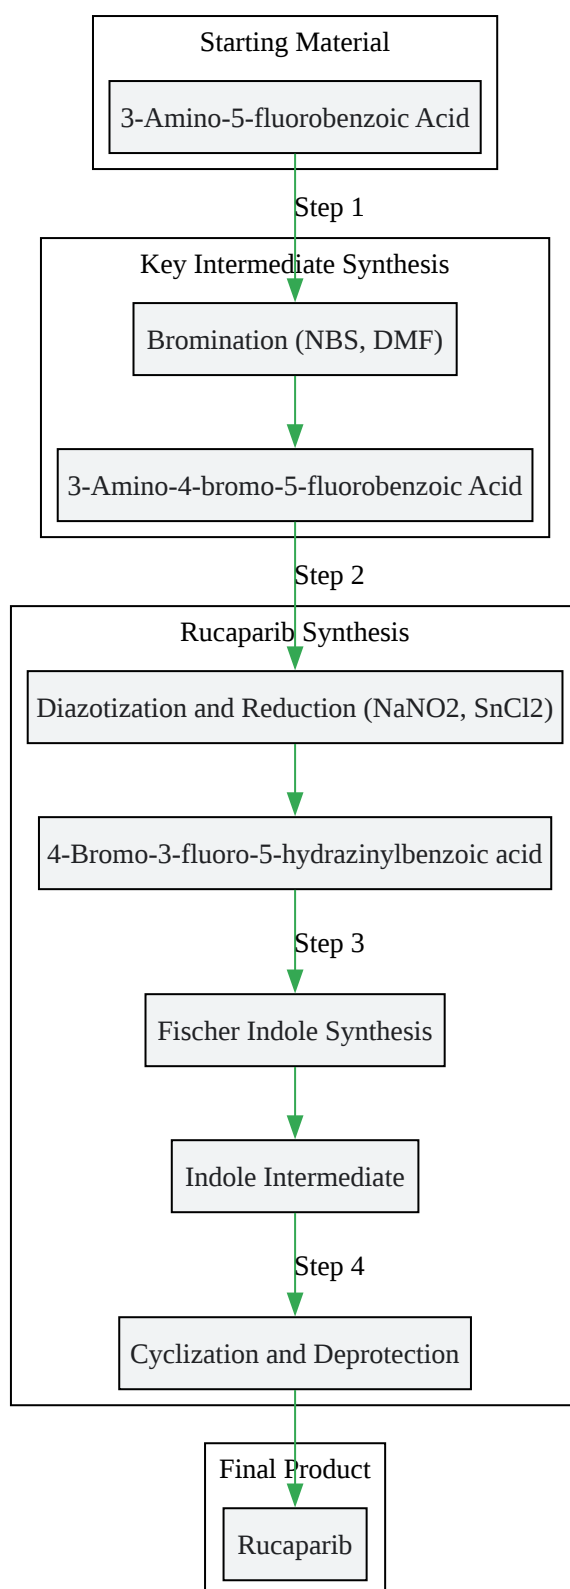 Starting Material
3-Amino-5-fluorobenzoic Acid
Step 1
Key Intermediate Synthesis
Bromination (NBS, DMF)
3-Amino-4-bromo-5-fluorobenzoic Acid
Step 2
Rucaparib Synthesis
Diazotization and Reduction (NaNO2, SnCl2)
4-Bromo-3-fluoro-5-hydrazinylbenzoic acid
Step 3
Fischer Indole Synthesis
Indole Intermediate
Step 4
Cyclization and Deprotection
Final Product
Rucaparib